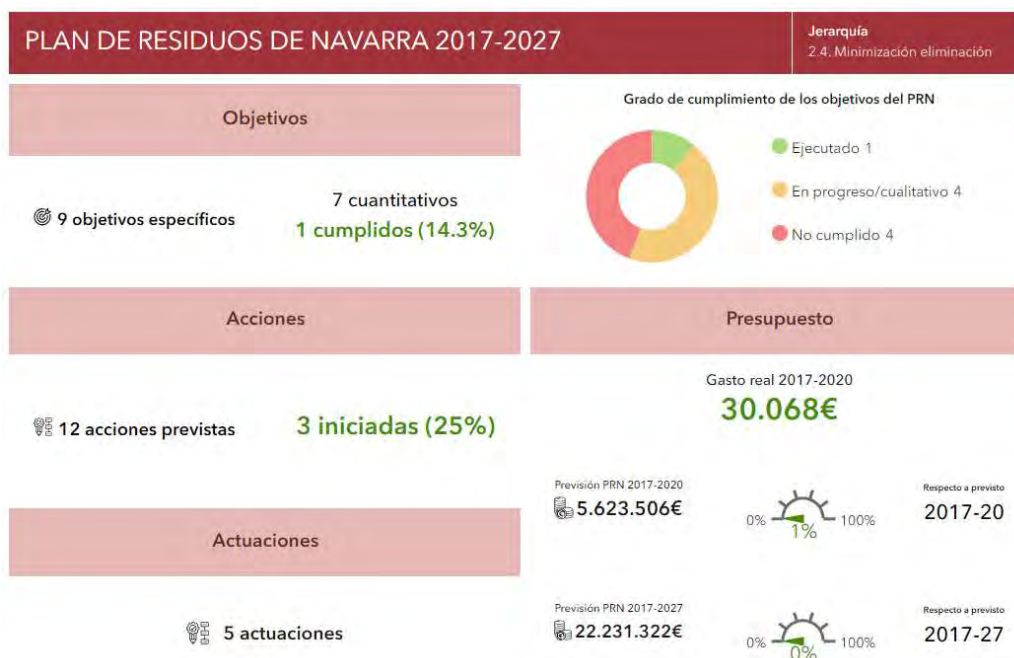 PLAN DE RESIDUOS DE NAVARRA 2017-2027
Jerarquía
2.4. Minimización eliminación
Objetivos
9 objetivos específicos
7 cuantitativos
1 cumplidos (14.3%)
Grado de cumplimiento de los objetivos del PRN
Ejecutado 1
En progreso/cualitativo 4
No cumplido 4
Acciones
12 acciones previstas
3 iniciadas (25%)
Presupuesto
Gasto real 2017-2020
30.068€
Previsión PRN 2017-2020
5.623.506€
0%
1%
100%
Respecto a previsto
2017-20
Actuaciones
5 actuaciones
Previsión PRN 2017-2027
22.231.322€
0%
0%
100%
Respecto a previsto
2017-27